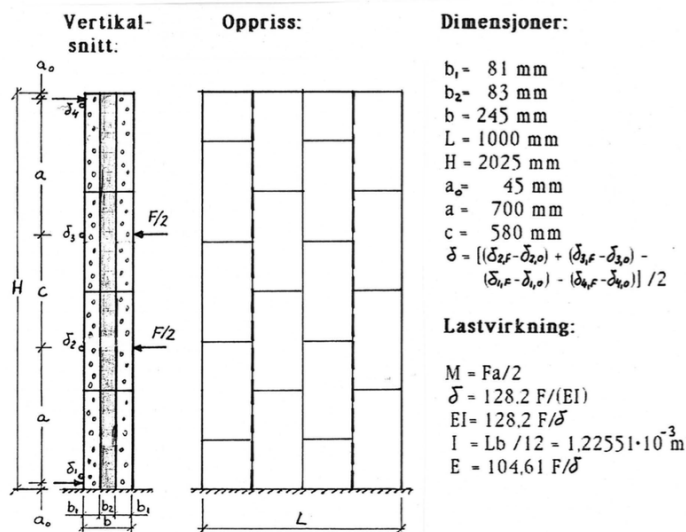 Vertikal-
snitt:
Oppriss:
Dimensjoner:
a₀
δ₄
a
δ₃
F/2
H
c
δ₂
F/2
a
δ₁
a₀
b₁ b₂ b₁
b
L
b₁= 81 mm
b₂= 83 mm
b = 245 mm
L = 1000 mm
H = 2025 mm
a₀= 45 mm
a = 700 mm
c = 580 mm
δ = [(δ₂,F-δ₂,₀) + (δ₃,F-δ₃,₀) -
(δ₁,F-δ₁,₀) - (δ₄,F-δ₄,₀)] /2
Lastvirkning:
M = Fa/2
δ = 128.2 F/(EI)
EI= 128,2 F/δ
I = Lb /12 = 1,22551•10⁻³m
E = 104,61 F/δ